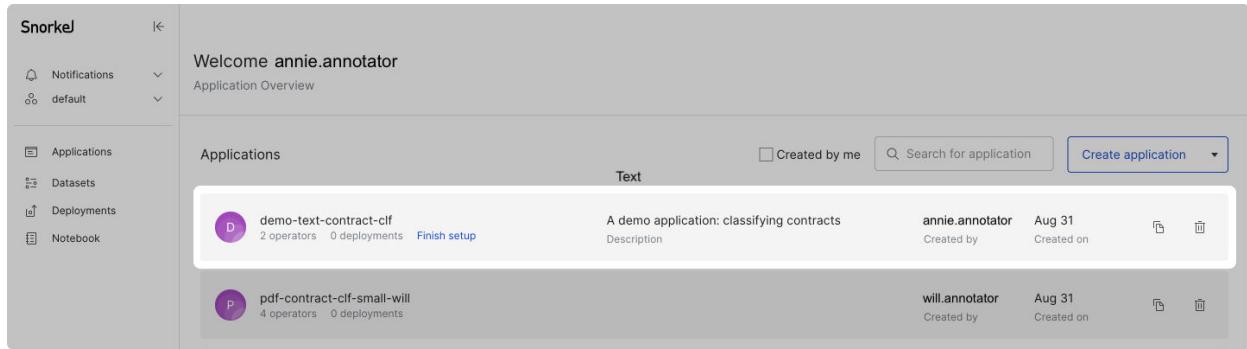 Snorkel
Notifications
default
Applications
Datasets
Deployments
Notebook
Welcome annie.annotator
Application Overview
Applications
Created by me
Search for application
Create application
Text
demo-text-contract-clf
2 operators 0 deployments Finish setup
A demo application: classifying contracts
Description
annie.annotator
Created by
Aug 31
Created on
D
pdf-contract-clf-small-will
4 operators 0 deployments
will.annotator
Created by
Aug 31
Created on
P